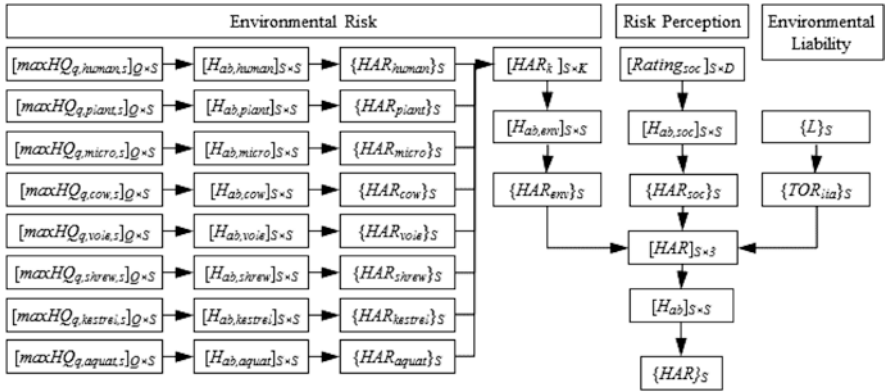 Environmental Risk
Risk Perception
Environmental
Liability
[maxHQq,human,s]Q×S [Hab,human]S×S {HARhuman}S [HARk ]S×K [Ratingsoc]S×D
[maxHQq,plant,s]Q×S [Hab,plant]S×S {HARplant}S [Hab,env]S×S [Hab,soc]S×S {L}S
[maxHQq,micro,s]Q×S [Hab,micro]S×S {HARmicro}S
[maxHQq,cow,s]Q×S [Hab,cow]S×S {HARcow}S {HARenv}S {HARsoc}S {TORlia}S
[maxHQq,vole,s]Q×S [Hab,vole]S×S {HARvole}S [HAR]S×3
[maxHQq,shrew,s]Q×S [Hab,shrew]S×S {HARshrew}S
[maxHQq,kestrel,s]Q×S [Hab,kestrel]S×S {HARkestrel}S [Hab]S×S
[maxHQq,aquat,s]Q×S [Hab,aquat]S×S {HARaquat}S {HAR}S